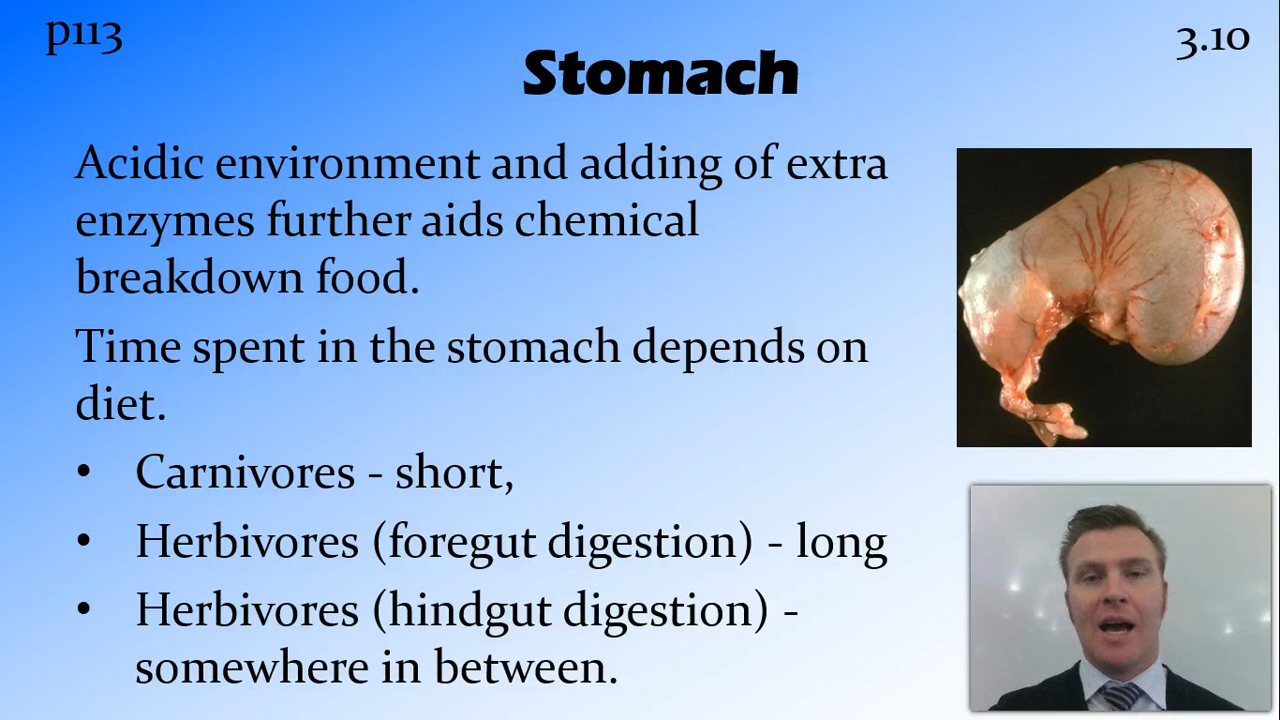 p113
3.10
Stomach
Acidic environment and adding of extra
enzymes further aids chemical
breakdown food.
Time spent in the stomach depends on
diet.
• Carnivores - short,
• Herbivores (foregut digestion) - long
• Herbivores (hindgut digestion) -
somewhere in between.